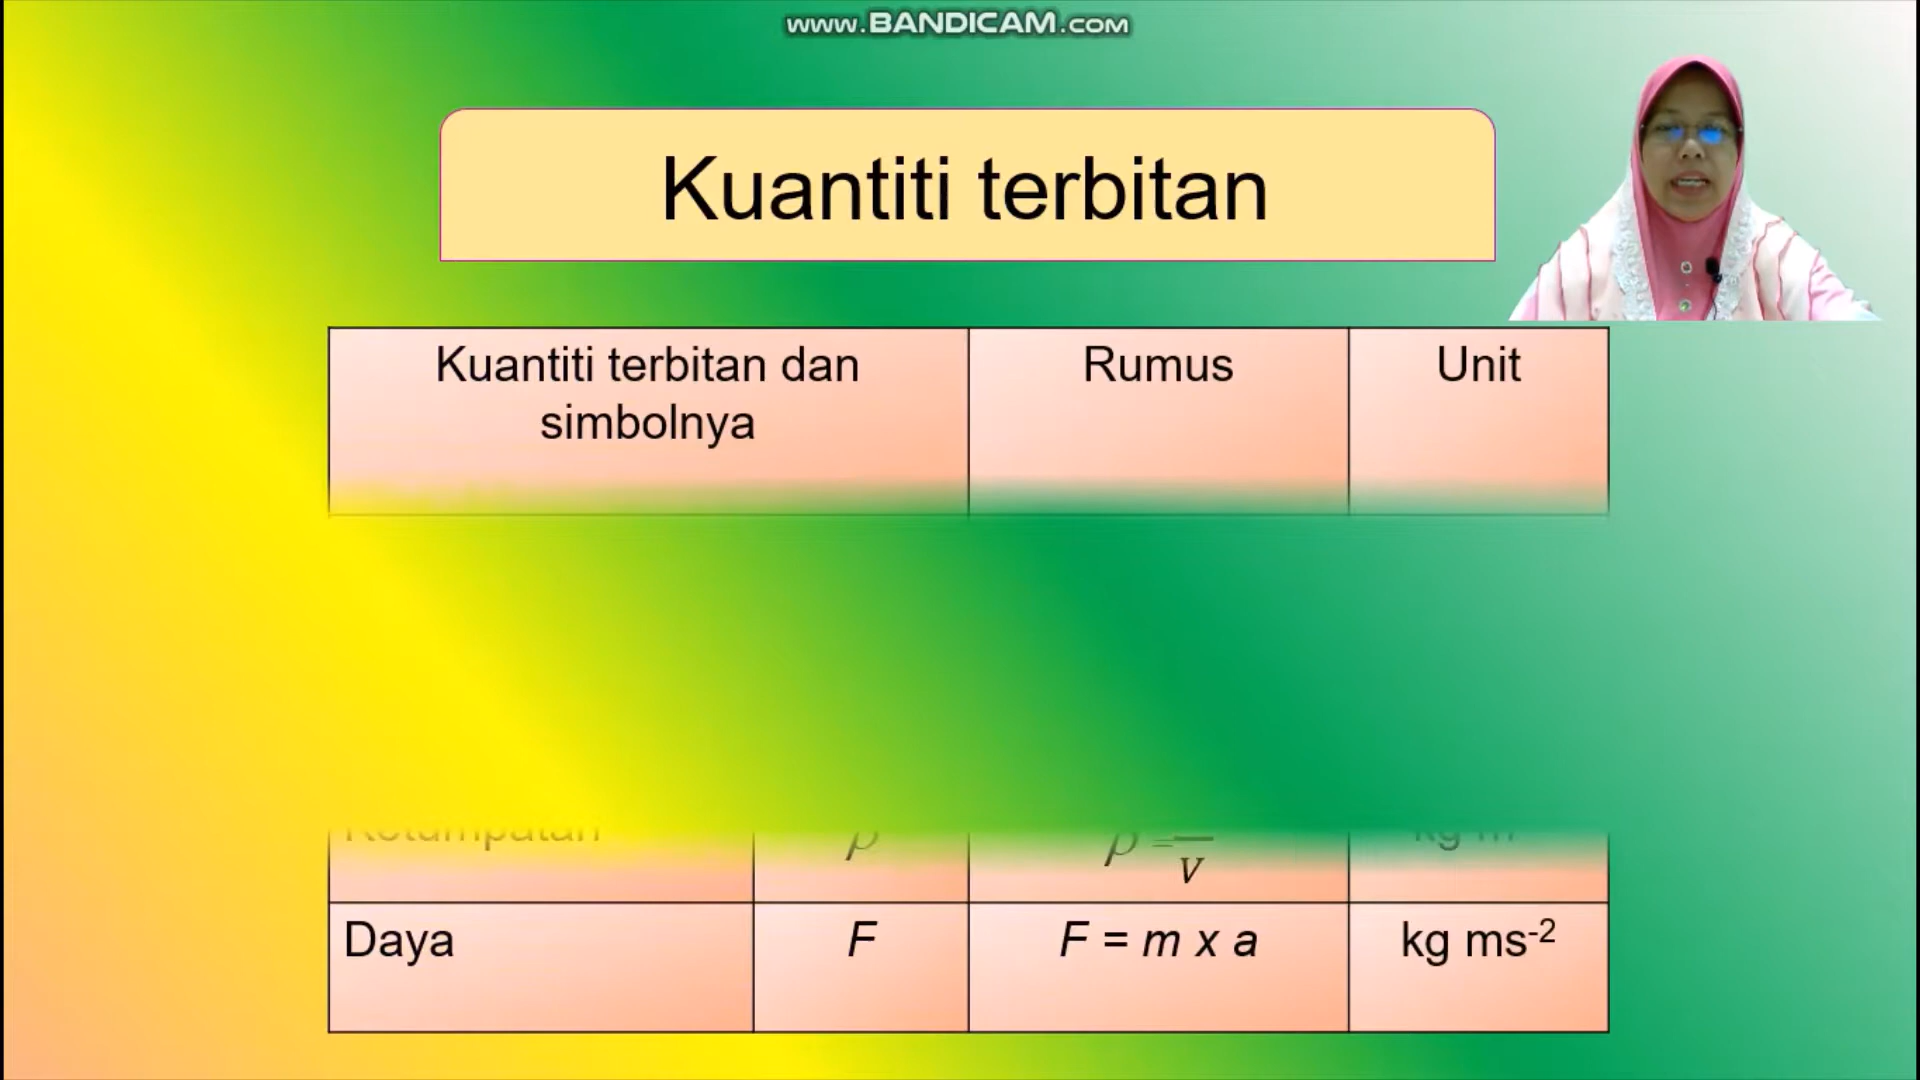 www.BANDICAM.com
Kuantiti terbitan
Kuantiti terbitan dan
simbolnya
Rumus
Unit
V
Daya
F
F = m x a
kg ms⁻²